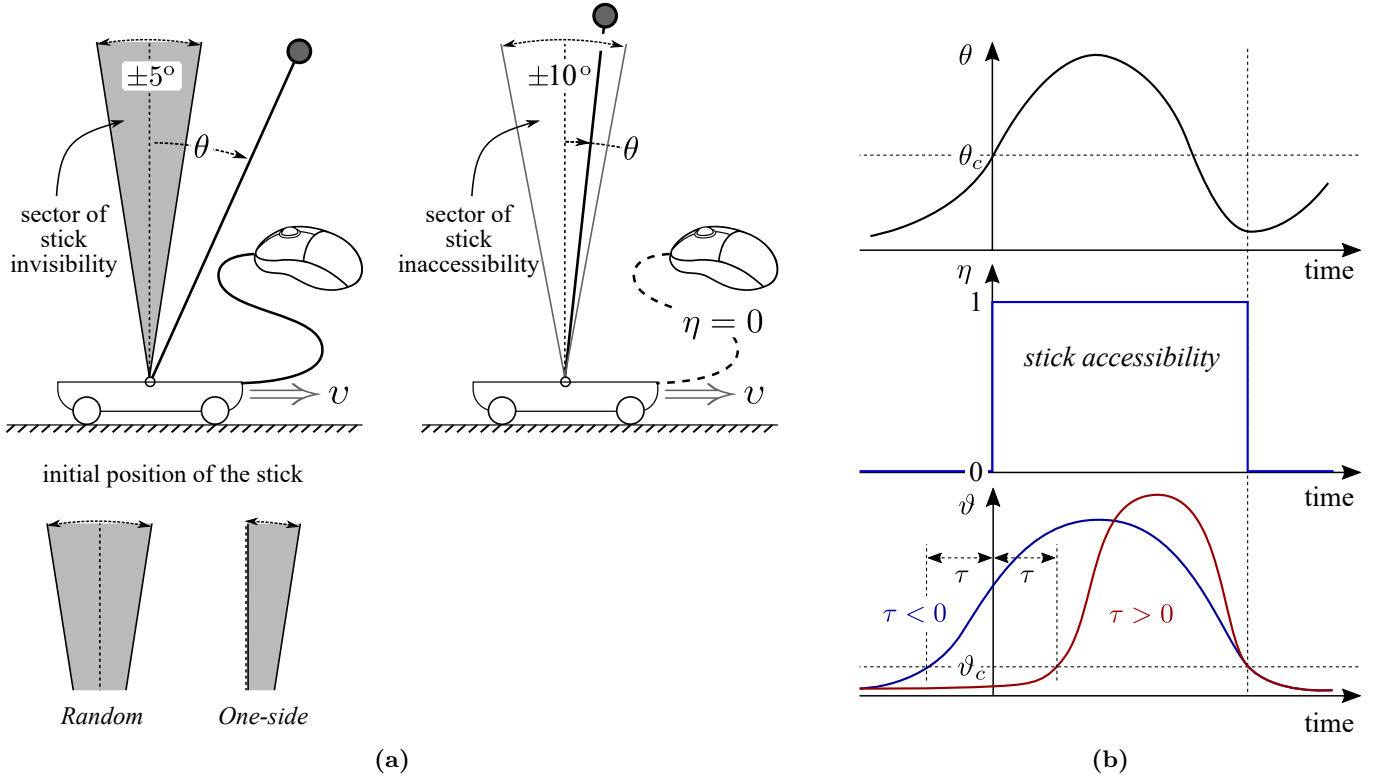 ±5°
θ
sector of
stick
invisibility
υ
±10°
θ
sector of
stick
inaccessibility
η = 0
υ
initial position of the stick
Random
One-side
(a)
θ
θc
time
η
1
stick accessibility
0
time
ϑ
τ
τ
τ < 0
τ > 0
ϑc
time
(b)